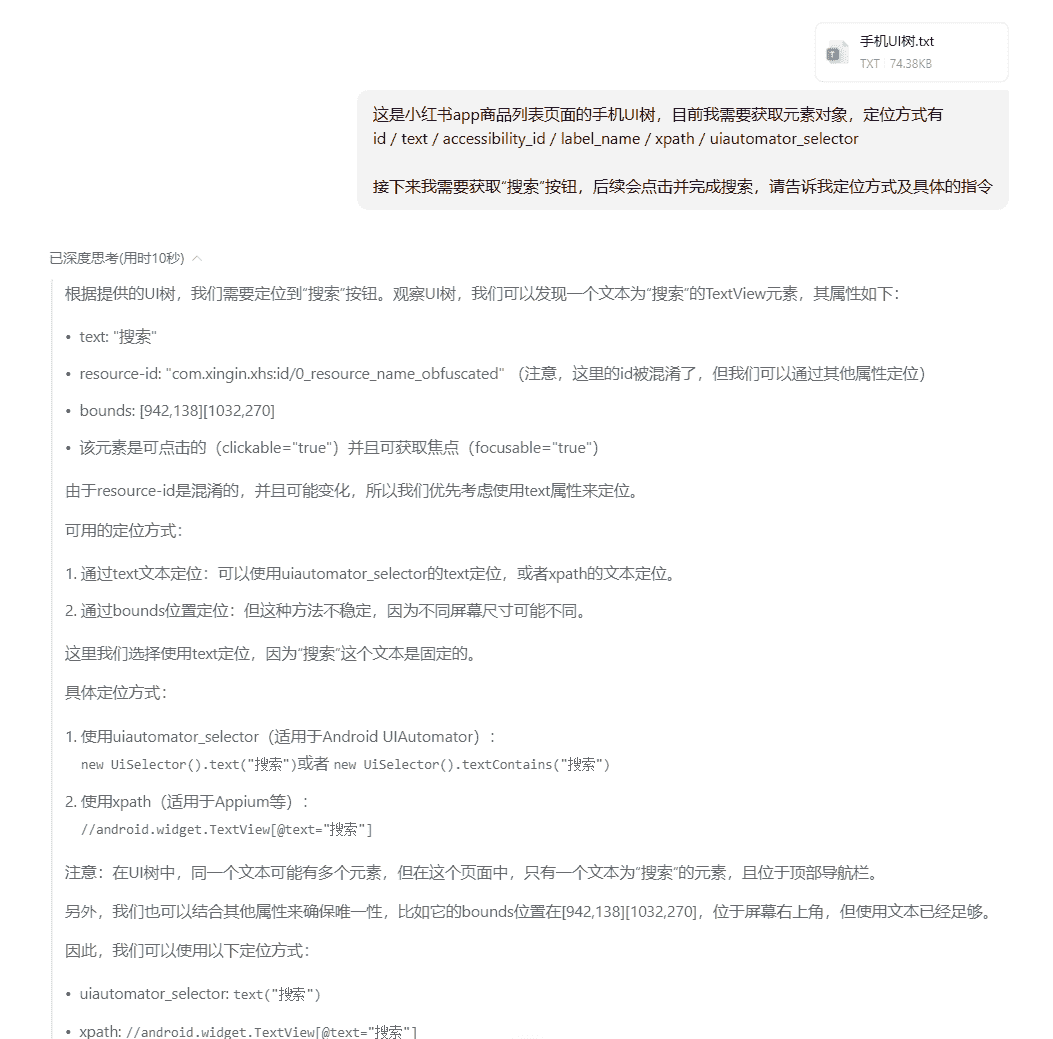 手机UI树.txt
TXT 74.38KB
这是小红书app商品列表页面的手机UI树，目前我需要获取元素对象，定位方式有
id / text / accessibility_id / label_name / xpath / uiautomator_selector
接下来我需要获取“搜索”按钮，后续会点击并完成搜索，请告诉我定位方式及具体的指令
已深度思考(用时10秒)
根据提供的UI树，我们需要定位到“搜索”按钮。观察UI树，我们可以发现一个文本为“搜索”的TextView元素，其属性如下：
• text: "搜索"
• resource-id: "com.xingin.xhs:id/0_resource_name_obfuscated" （注意，这里的id被混淆了，但我们可以通过其他属性定位）
• bounds: [942,138][1032,270]
• 该元素是可点击的（clickable="true"）并且可获取焦点（focusable="true"）
由于resource-id是混淆的，并且可能变化，所以我们优先考虑使用text属性来定位。
可用的定位方式：
1. 通过text文本定位：可以使用uiautomator_selector的text定位，或者xpath的文本定位。
2. 通过bounds位置定位：但这种方法不稳定，因为不同屏幕尺寸可能不同。
这里我们选择使用text定位，因为“搜索”这个文本是固定的。
具体定位方式：
1. 使用uiautomator_selector（适用于Android UIAutomator）：
new UiSelector().text("搜索")或者 new UiSelector().textContains("搜索")
2. 使用xpath（适用于Appium等）：
//android.widget.TextView[@text="搜索"]
注意：在UI树中，同一个文本可能有多个元素，但在这个页面中，只有一个文本为“搜索”的元素，且位于顶部导航栏。
另外，我们也可以结合其他属性来确保唯一性，比如它的bounds位置在[942,138][1032,270]，位于屏幕右上角，但使用文本已经足够。
因此，我们可以使用以下定位方式：
• uiautomator_selector: text("搜索")
• xpath: //android.widget.TextView[@text="搜索"]